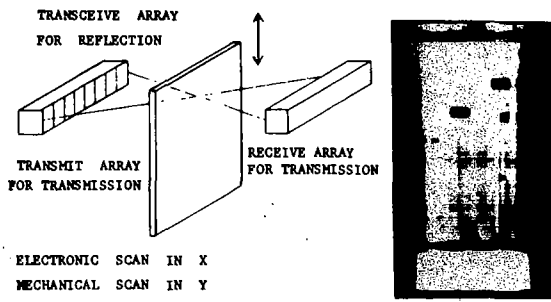 TRANSCEIVE ARRAY
FOR REFLECTION
TRANSMIT ARRAY
FOR TRANSMISSION
RECEIVE ARRAY
FOR TRANSMISSION
ELECTRONIC SCAN IN X
MECHANICAL SCAN IN Y